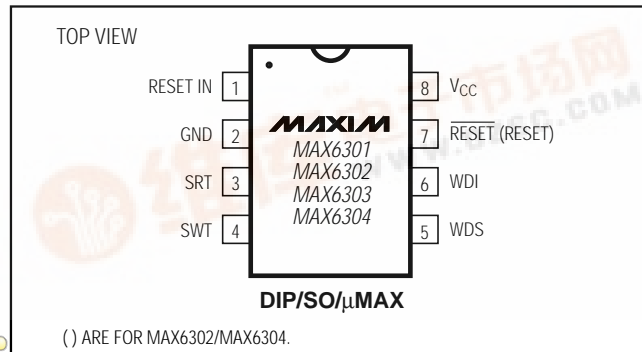 TOP VIEW
RESET IN 1
GND 2
SRT 3
SWT 4
MAXIM
MAX6301
MAX6302
MAX6303
MAX6304
8 VCC
7 RESET (RESET)
6 WDI
5 WDS
DIP/SO/μMAX
( ) ARE FOR MAX6302/MAX6304.